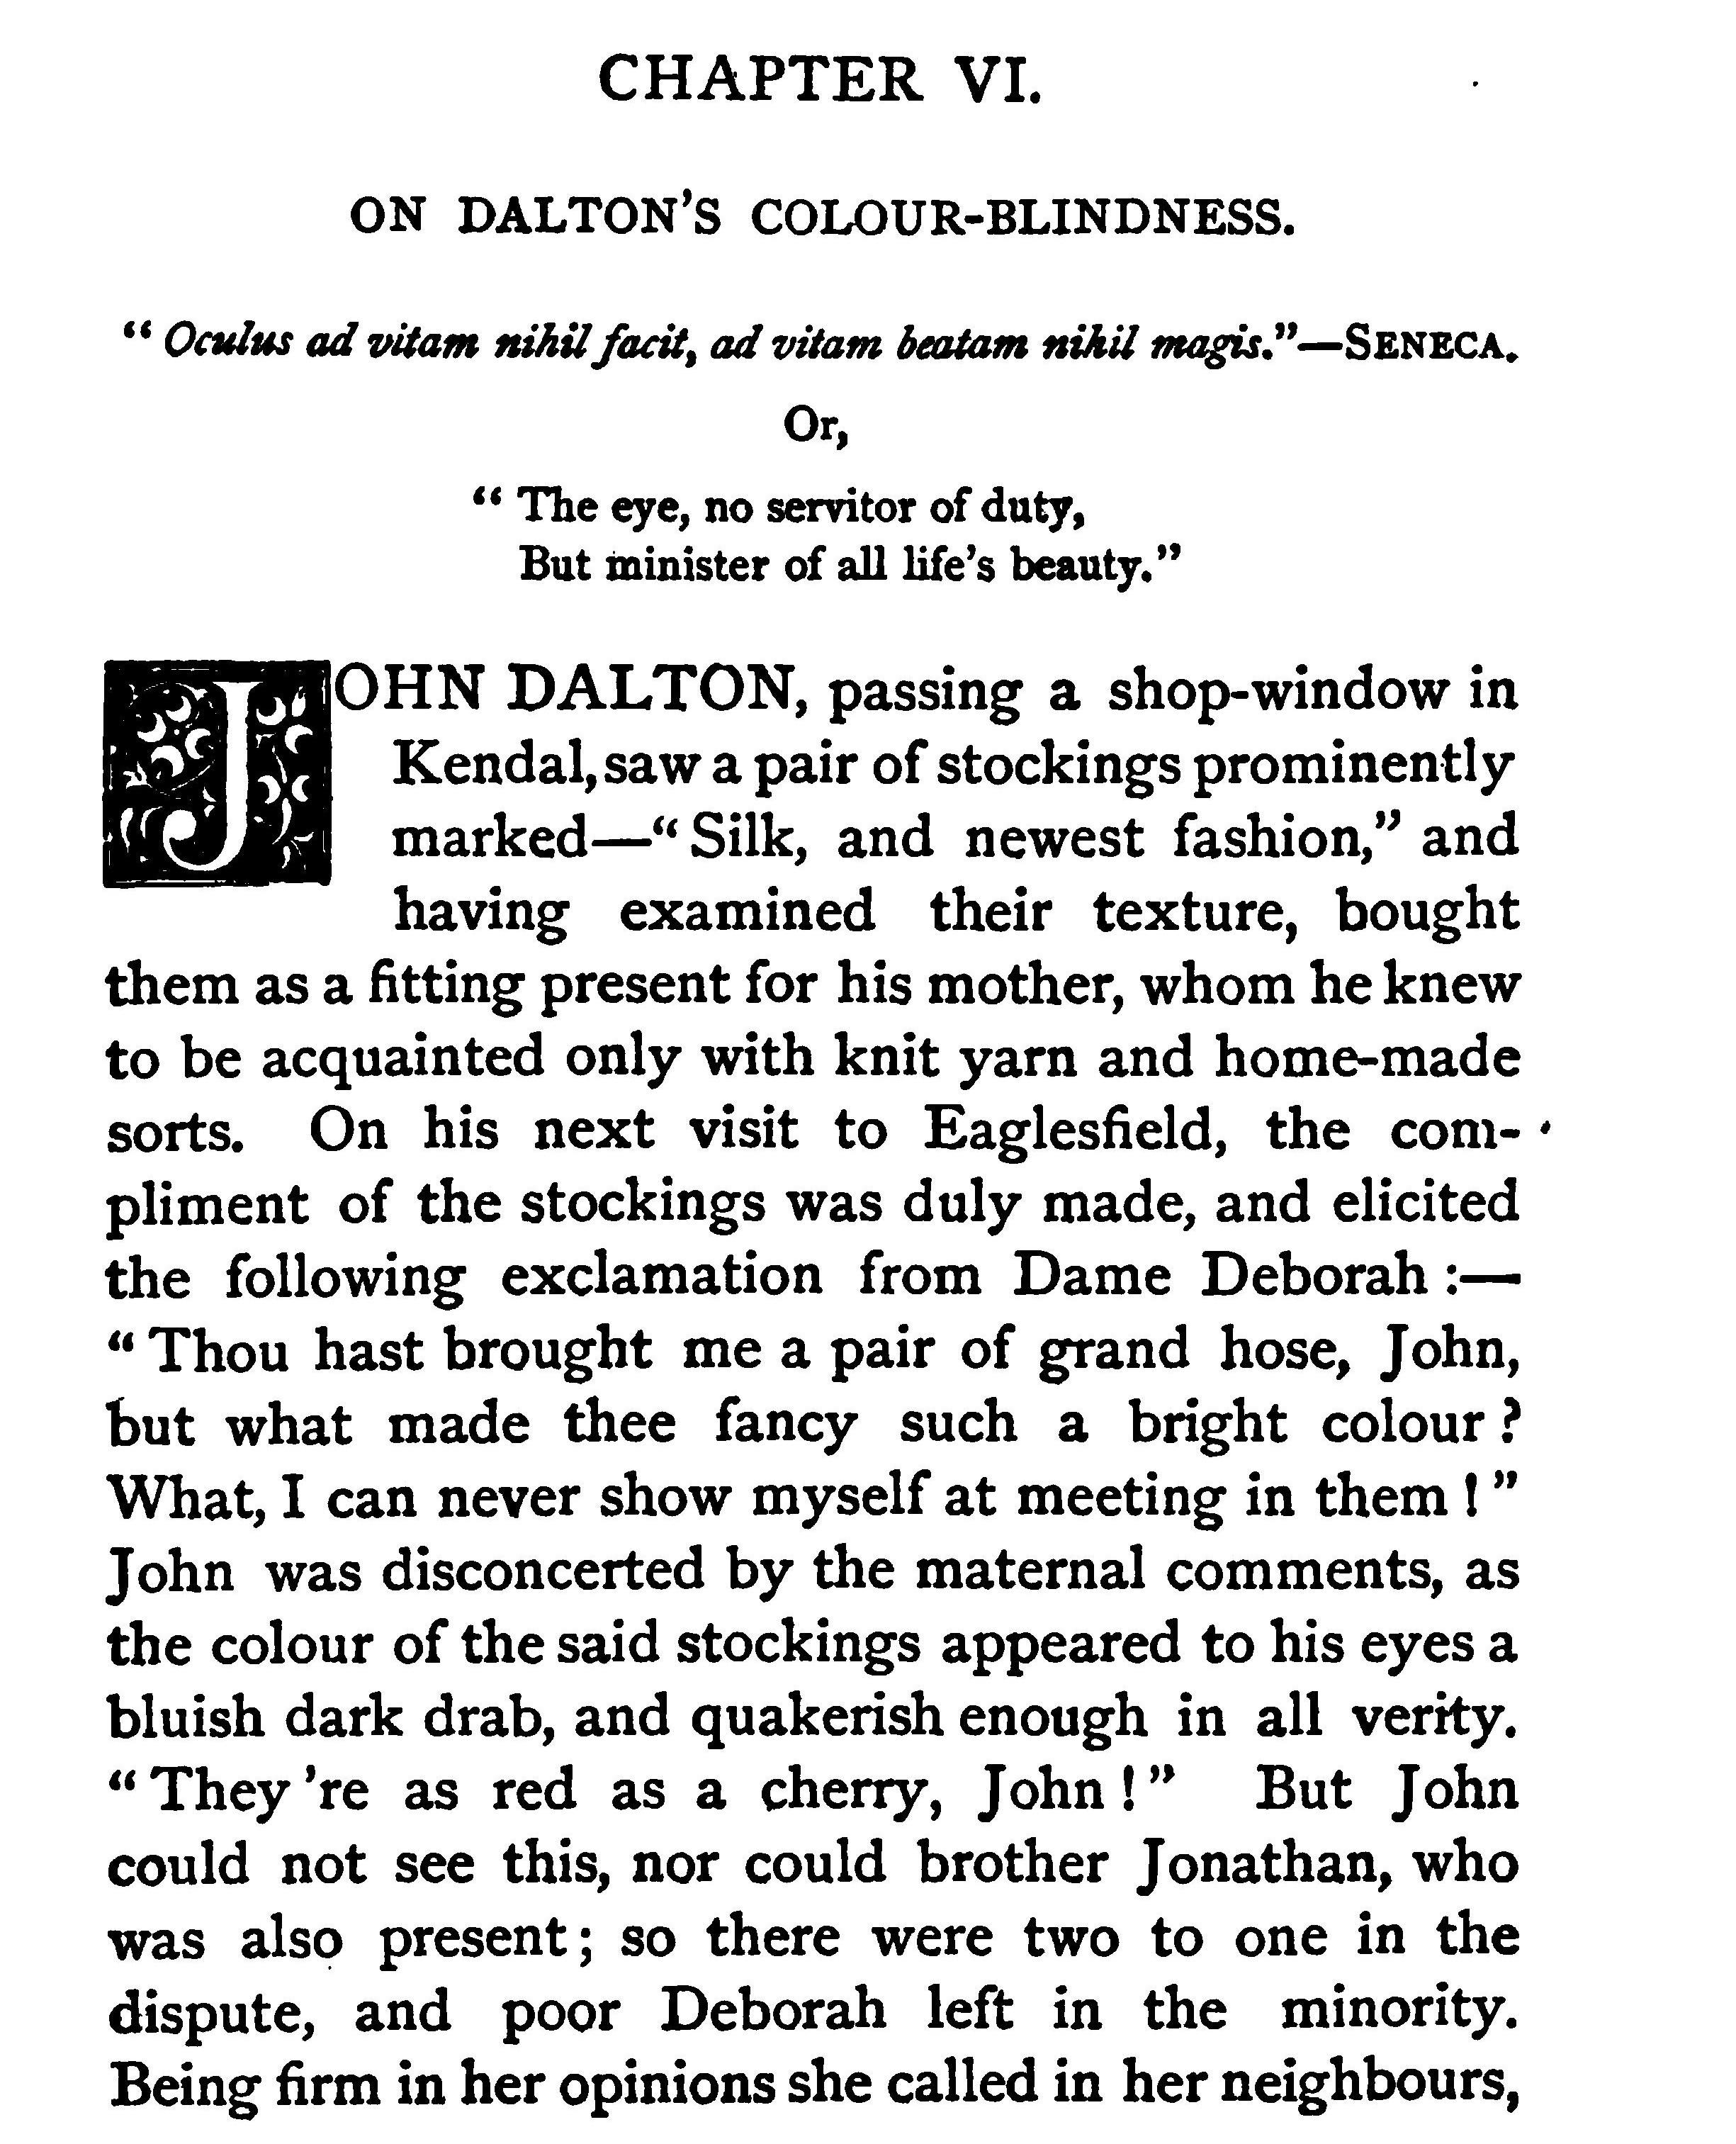 CHAPTER VI.
ON DALTON'S COLOUR-BLINDNESS.
“ Oculus ad vitam nihil facit, ad vitam beatam nihil magis.”—SENECA.
Or,
“ The eye, no servitor of duty,
But minister of all life's beauty.”
JOHN DALTON, passing a shop-window in
Kendal, saw a pair of stockings prominently
marked—“ Silk, and newest fashion,” and
having examined their texture, bought
them as a fitting present for his mother, whom he knew
to be acquainted only with knit yarn and home-made
sorts. On his next visit to Eaglesfield, the com-
pliment of the stockings was duly made, and elicited
the following exclamation from Dame Deborah :—
“ Thou hast brought me a pair of grand hose, John,
but what made thee fancy such a bright colour ?
What, I can never show myself at meeting in them ! ”
John was disconcerted by the maternal comments, as
the colour of the said stockings appeared to his eyes a
bluish dark drab, and quakerish enough in all verity.
“ They 're as red as a cherry, John ! ” But John
could not see this, nor could brother Jonathan, who
was also present ; so there were two to one in the
dispute, and poor Deborah left in the minority.
Being firm in her opinions she called in her neighbours,